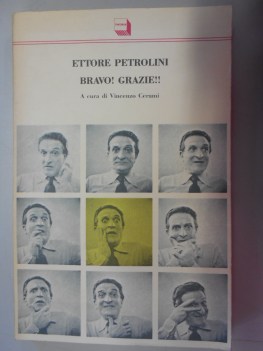 ETTORE PETROLINI
BRAVO! GRAZIE!!
A cura di Vincenzo Cerami